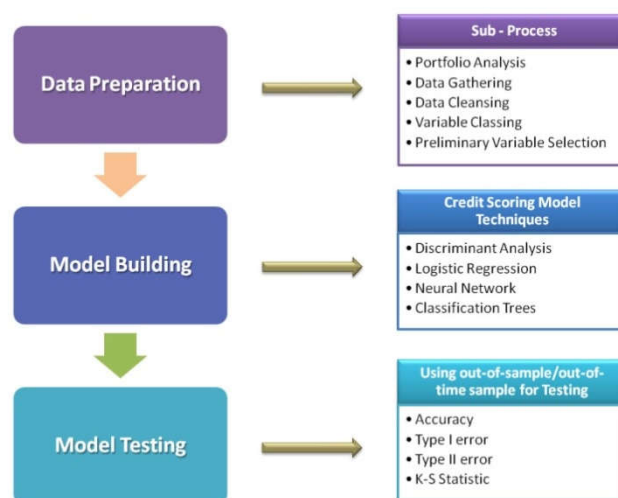 Data Preparation
Sub - Process
• Portfolio Analysis
• Data Gathering
• Data Cleansing
• Variable Classing
• Preliminary Variable Selection
Model Building
Credit Scoring Model
Techniques
• Discriminant Analysis
• Logistic Regression
• Neural Network
• Classification Trees
Model Testing
Using out-of-sample/out-of-
time sample for Testing
• Accuracy
• Type I error
• Type II error
• K-S Statistic